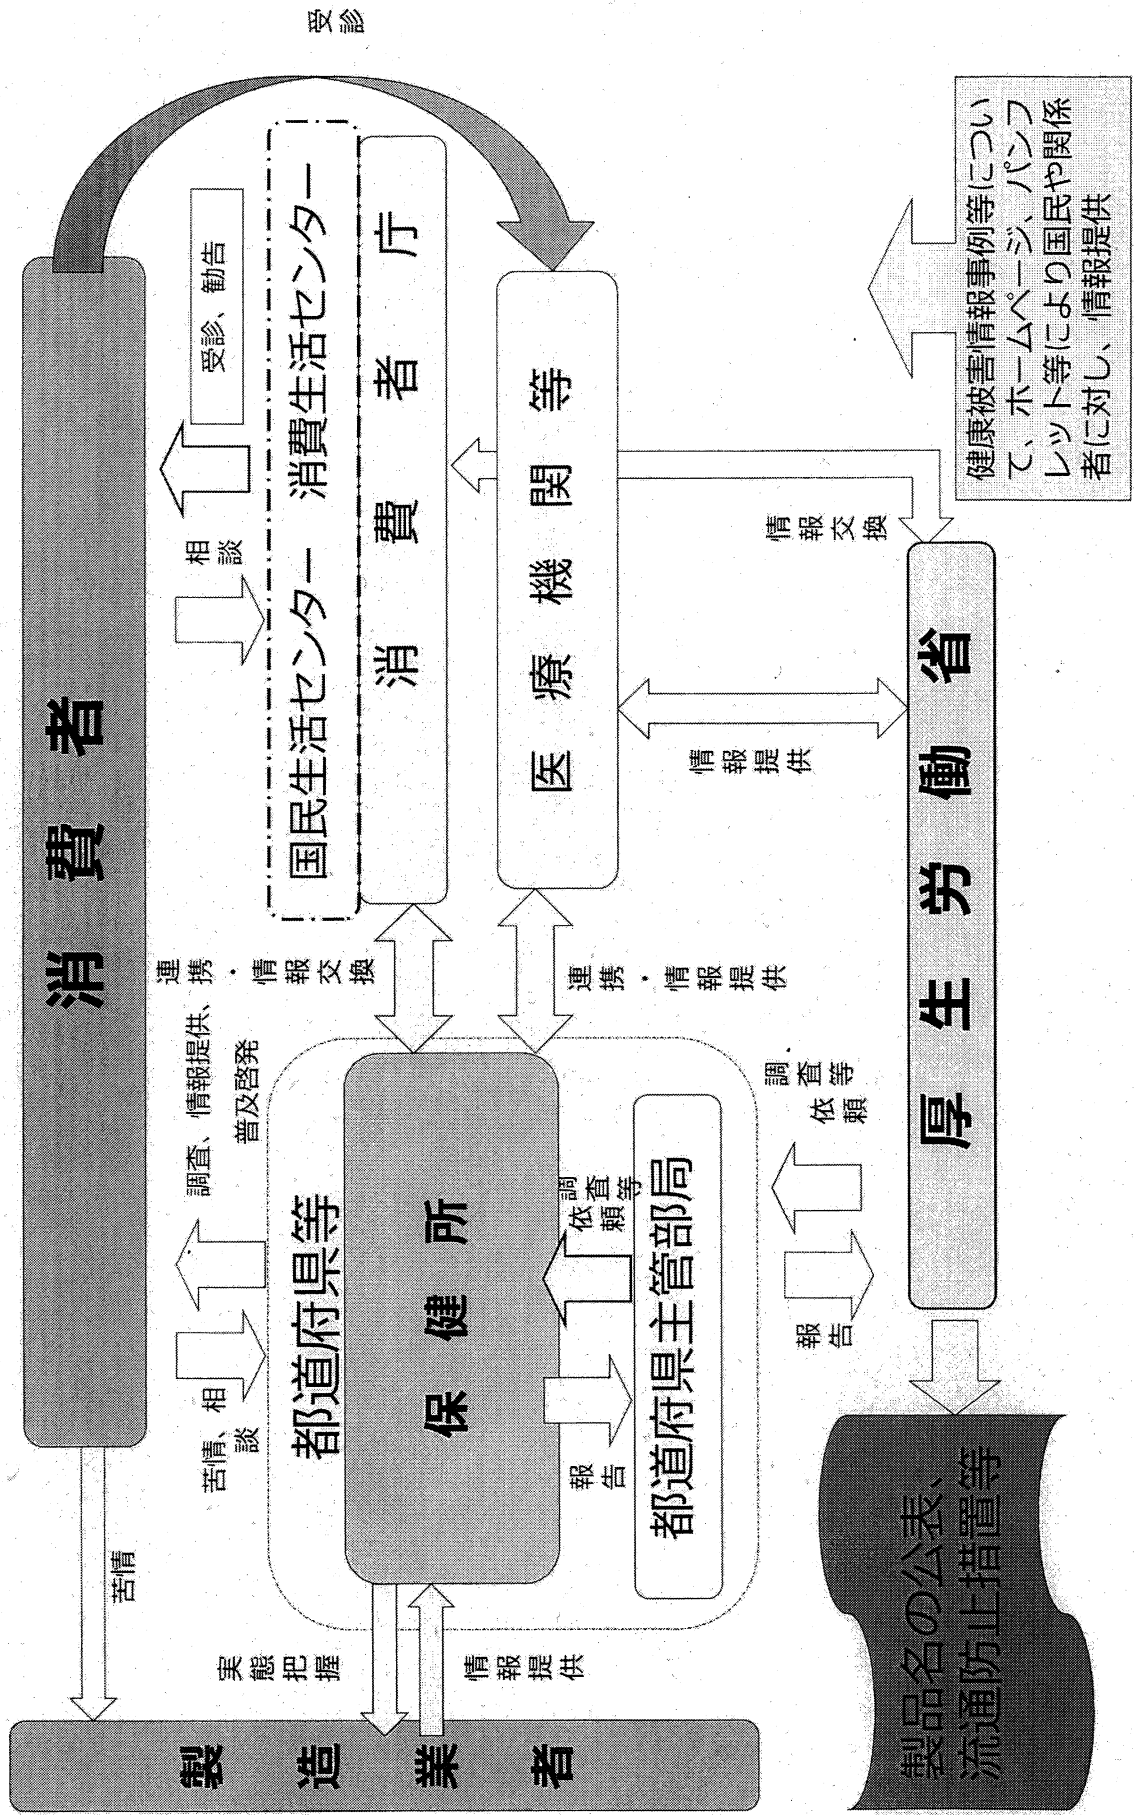 消費者
受診
苦情
苦情、相
談
調査、情報提供、
普及啓発
相
談
受診、勧告
国民生活センター　消費生活センター
消費者庁
連携・情報交換
都道府県等
保健所
実態把握
情報提供
製造業者
医療機関等
連携・情報提供
報告
調査等
依頼
都道府県主管部局
情報提供
情報交換
報告
調査等
依頼
厚生労働省
製品名の公表、
流通防止措置等
健康被害情報事例等につい
て、ホームページ、パンフ
レット等により国民や関係
者に対し、情報提供